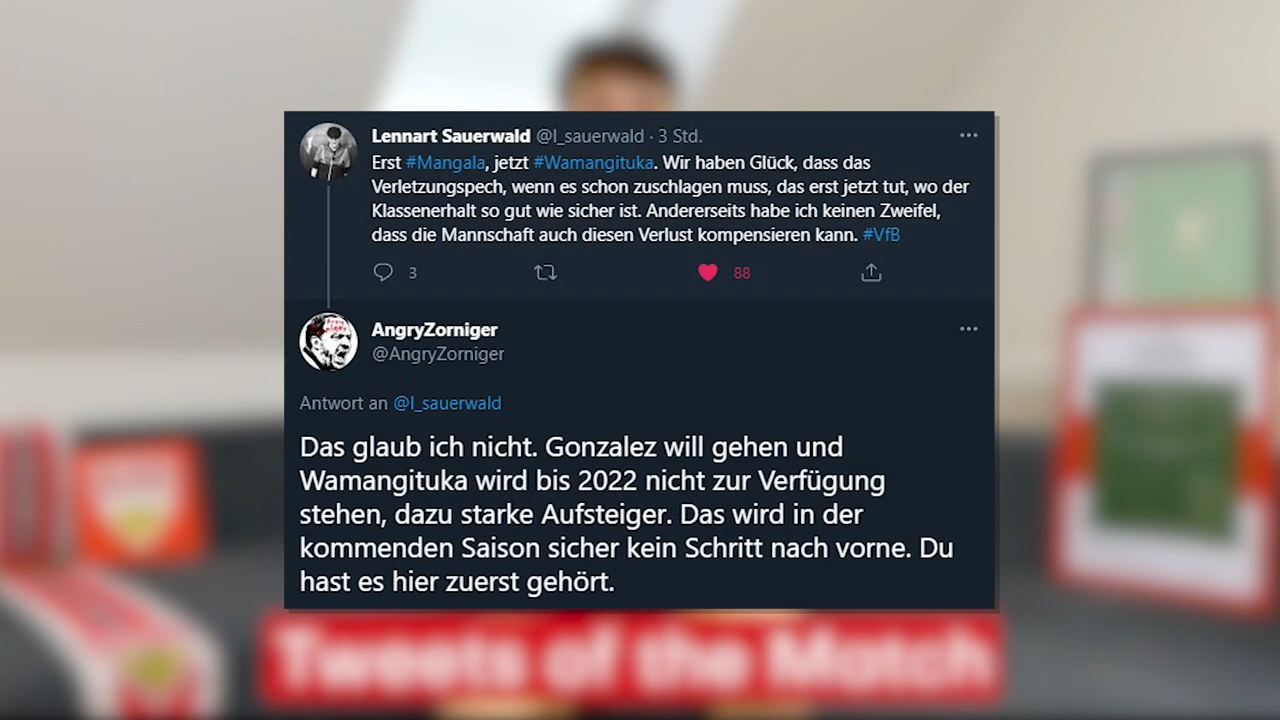 Lennart Sauerwald @l_sauerwald · 3 Std.
Erst #Mangala, jetzt #Wamangituka. Wir haben Glück, dass das
Verletzungspech, wenn es schon zuschlagen muss, das erst jetzt tut, wo der
Klassenerhalt so gut wie sicher ist. Andererseits habe ich keinen Zweifel,
dass die Mannschaft auch diesen Verlust kompensieren kann. #VfB
3 88
AngryZorniger
@AngryZorniger
Antwort an @l_sauerwald
Das glaub ich nicht. Gonzalez will gehen und
Wamangituka wird bis 2022 nicht zur Verfügung
stehen, dazu starke Aufsteiger. Das wird in der
kommenden Saison sicher kein Schritt nach vorne. Du
hast es hier zuerst gehört.
Tweets of the Match